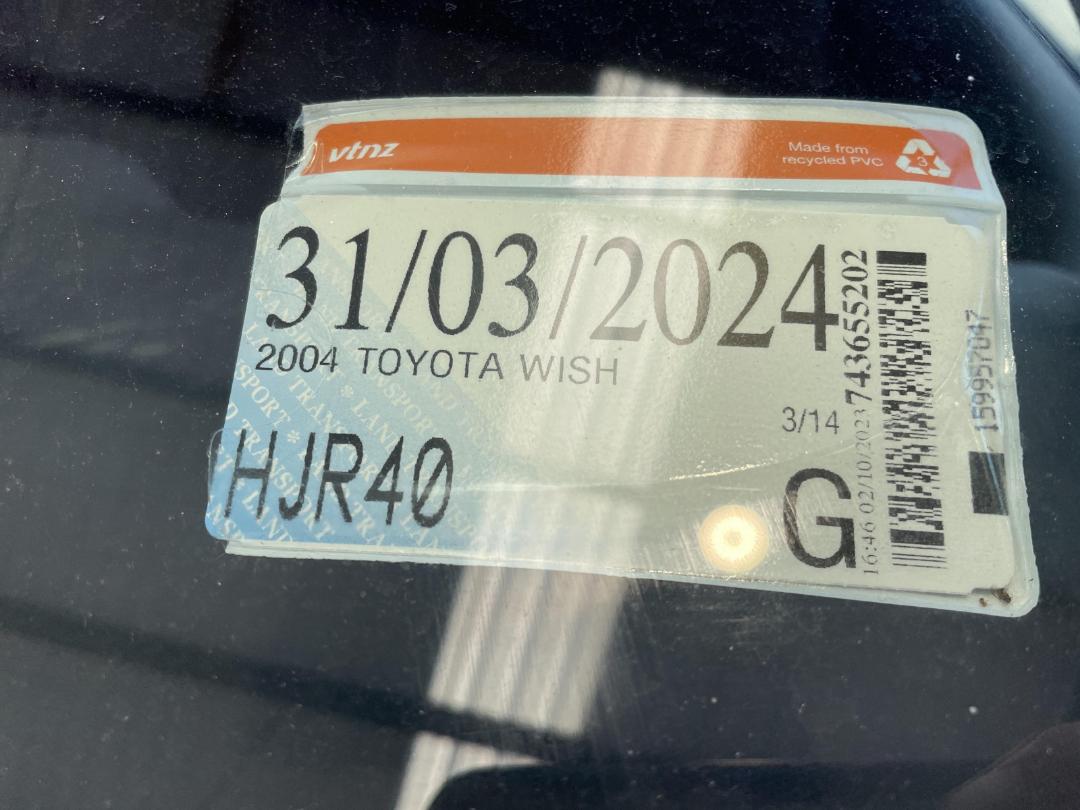 vtnz
Made from
recycled PVC
3
31/03/2024
2004 TOYOTA WISH
3/14
HJR40
G
16:46 02/10/2023 743655202
159957047